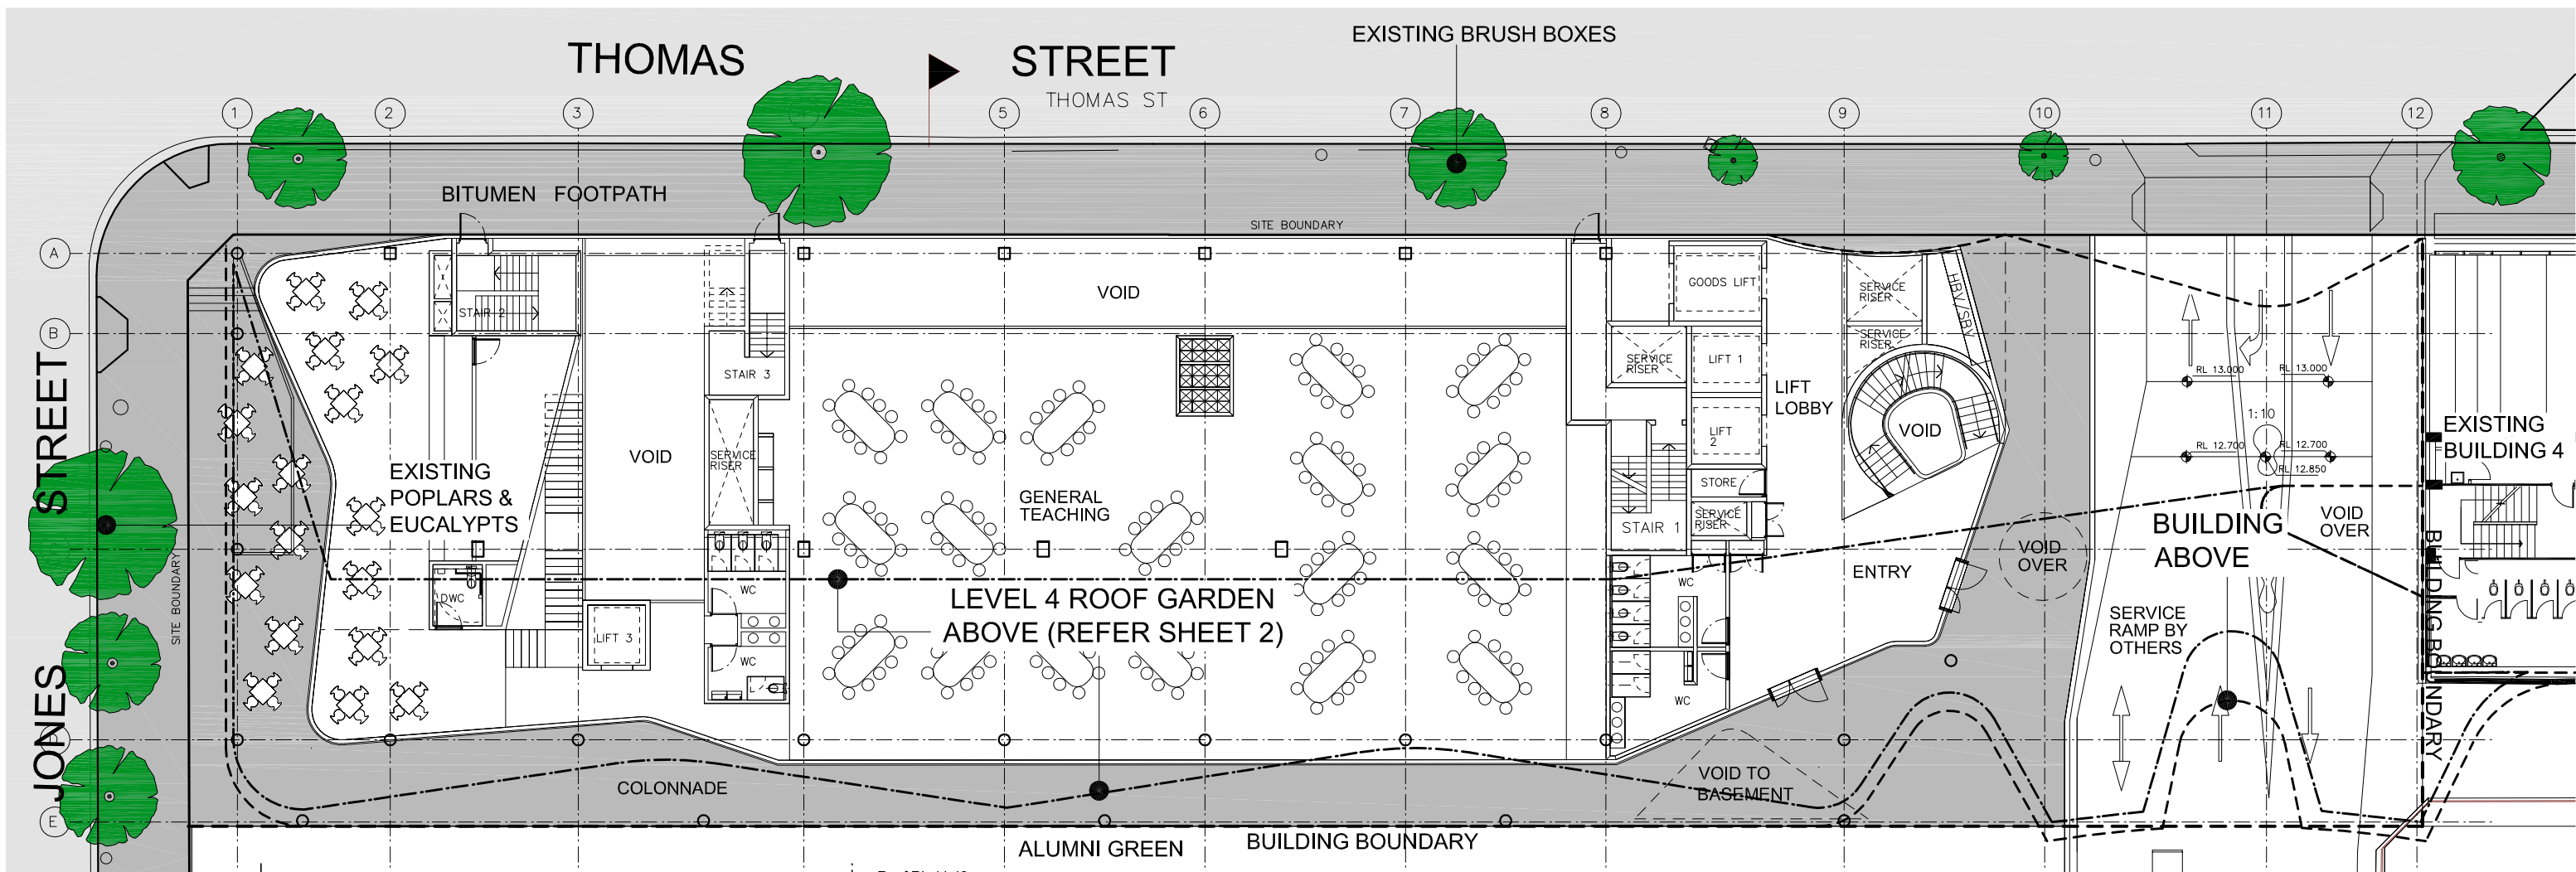 THOMAS STREET
THOMAS ST
EXISTING BRUSH BOXES
1 2 3 5 6 7 8 9 10 11 12
BITUMEN FOOTPATH
SITE BOUNDARY
A
B
E
JONES STREET
SITE BOUNDARY
STAIR 2
VOID
GOODS LIFT
SERVICE
RISER
HBV/SBV
SERVICE
RISER
STAIR 3
SERVICE
RISER
LIFT 1
LIFT
LOBBY
LIFT
2
VOID
RL 13.000
RL 13.000
1:10
RL 12.700
RL 12.700
RL 12.850
EXISTING
BUILDING 4
EXISTING
POPLARS &
EUCALYPTS
VOID
SERVICE
RISER
GENERAL
TEACHING
STORE
SERVICE
RISER
STAIR 1
BUILDING
ABOVE
VOID
OVER
VOID
OVER
ENTRY
DWC
WC
WC
LIFT 3
WC
WC
LEVEL 4 ROOF GARDEN
ABOVE (REFER SHEET 2)
SERVICE
RAMP BY
OTHERS
BUILDING BOUNDARY
COLONNADE
VOID TO
BASEMENT
ALUMNI GREEN
BUILDING BOUNDARY